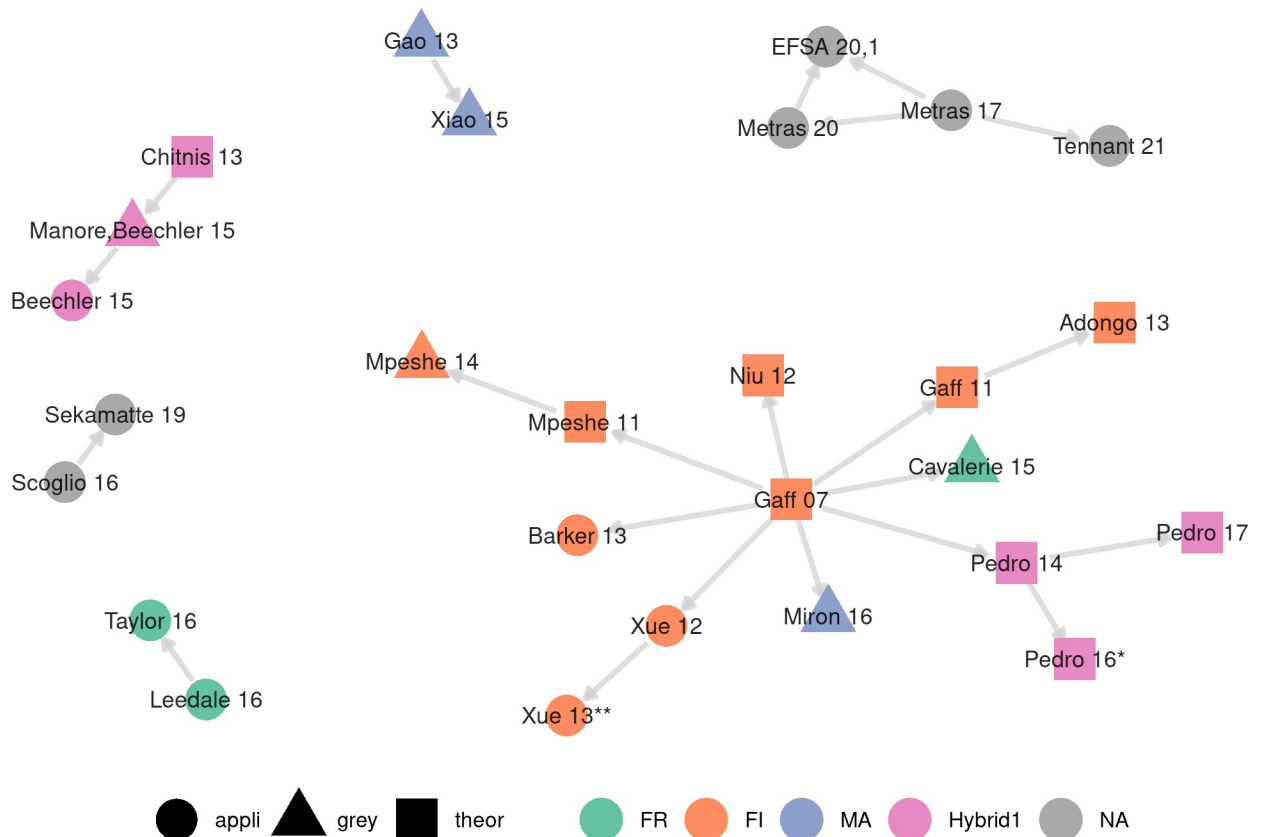 Gao 13
EFSA 20,1
Xiao 15
Metras 17
Metras 20
Tennant 21
Chitnis 13
Manore,Beechler 15
Beechler 15
Adongo 13
Mpeshe 14
Niu 12
Gaff 11
Sekamatte 19
Mpeshe 11
Cavalerie 15
Scoglio 16
Gaff 07
Barker 13
Pedro 17
Pedro 14
Taylor 16
Xue 12
Miron 16
Pedro 16*
Leedale 16
Xue 13**
appli grey theor FR FI MA Hybrid1 NA